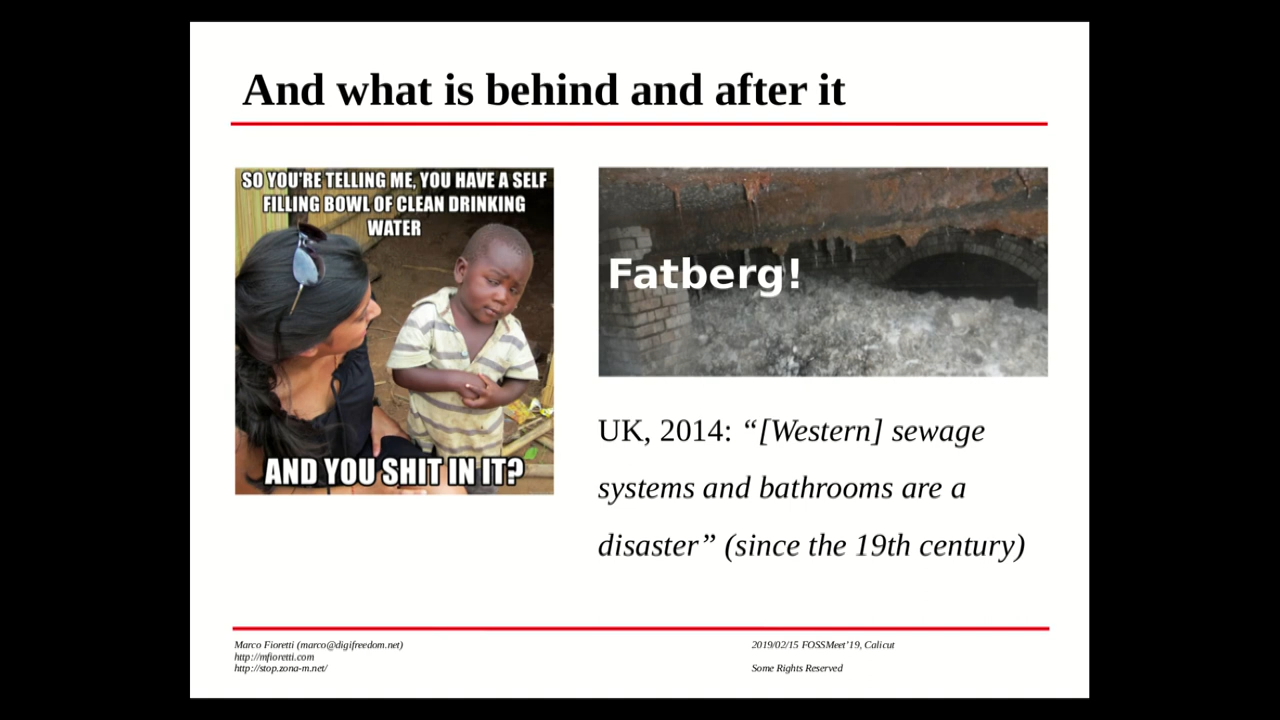 And what is behind and after it
SO YOU'RE TELLING ME, YOU HAVE A SELF
FILLING BOWL OF CLEAN DRINKING
WATER
AND YOU SHIT IN IT?
Fatberg!
UK, 2014: “[Western] sewage
systems and bathrooms are a
disaster” (since the 19th century)
Marco Fioretti (marco@digifreedom.net)
http://mfioretti.com
http://stop.zona-m.net/
2019/02/15 FOSSMeet’19, Calicut
Some Rights Reserved